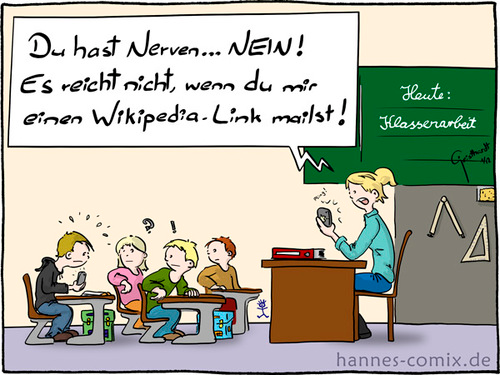 Du hast Nerven... NEIN!
Es reicht nicht, wenn du mir
einen Wikipedia-Link mailst!
Heute:
Klassenarbeit
? !
hannes-comix.de